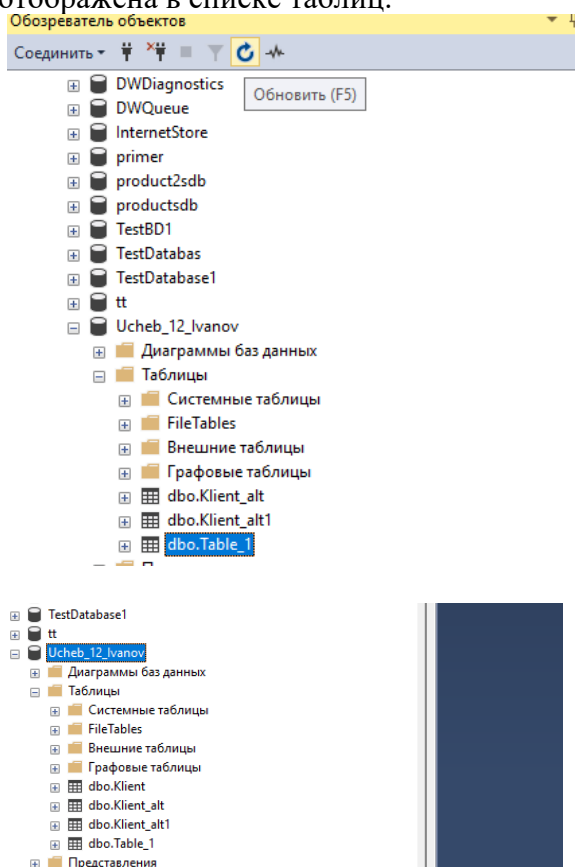 отображена в списке таблиц.
Обозреватель объектов
Соединить
Обновить (F5)
DWDiagnostics
DWQueue
InternetStore
primer
product2sdb
productsdb
TestBD1
TestDatabas
TestDatabase1
tt
Ucheb_12_Ivanov
Диаграммы баз данных
Таблицы
Системные таблицы
FileTables
Внешние таблицы
Графовые таблицы
dbo.Klient_alt
dbo.Klient_alt1
dbo.Table_1
TestDatabase1
tt
Ucheb_12_Ivanov
Диаграммы баз данных
Таблицы
Системные таблицы
FileTables
Внешние таблицы
Графовые таблицы
dbo.Klient
dbo.Klient_alt
dbo.Klient_alt1
dbo.Table_1
Представления